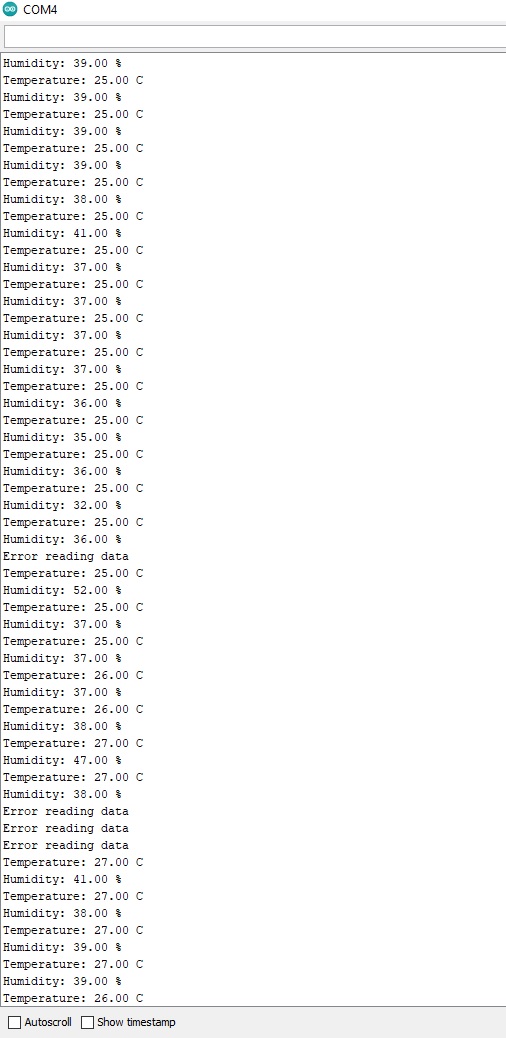 COM4
Humidity: 39.00 %
Temperature: 25.00 C
Humidity: 39.00 %
Temperature: 25.00 C
Humidity: 39.00 %
Temperature: 25.00 C
Humidity: 39.00 %
Temperature: 25.00 C
Humidity: 38.00 %
Temperature: 25.00 C
Humidity: 41.00 %
Temperature: 25.00 C
Humidity: 37.00 %
Temperature: 25.00 C
Humidity: 37.00 %
Temperature: 25.00 C
Humidity: 37.00 %
Temperature: 25.00 C
Humidity: 37.00 %
Temperature: 25.00 C
Humidity: 36.00 %
Temperature: 25.00 C
Humidity: 35.00 %
Temperature: 25.00 C
Humidity: 36.00 %
Temperature: 25.00 C
Humidity: 32.00 %
Temperature: 25.00 C
Humidity: 36.00 %
Error reading data
Temperature: 25.00 C
Humidity: 52.00 %
Temperature: 25.00 C
Humidity: 37.00 %
Temperature: 25.00 C
Humidity: 37.00 %
Temperature: 26.00 C
Humidity: 37.00 %
Temperature: 26.00 C
Humidity: 38.00 %
Temperature: 27.00 C
Humidity: 47.00 %
Temperature: 27.00 C
Humidity: 38.00 %
Error reading data
Error reading data
Error reading data
Temperature: 27.00 C
Humidity: 41.00 %
Temperature: 27.00 C
Humidity: 38.00 %
Temperature: 27.00 C
Humidity: 39.00 %
Temperature: 27.00 C
Humidity: 39.00 %
Temperature: 26.00 C
Autoscroll Show timestamp